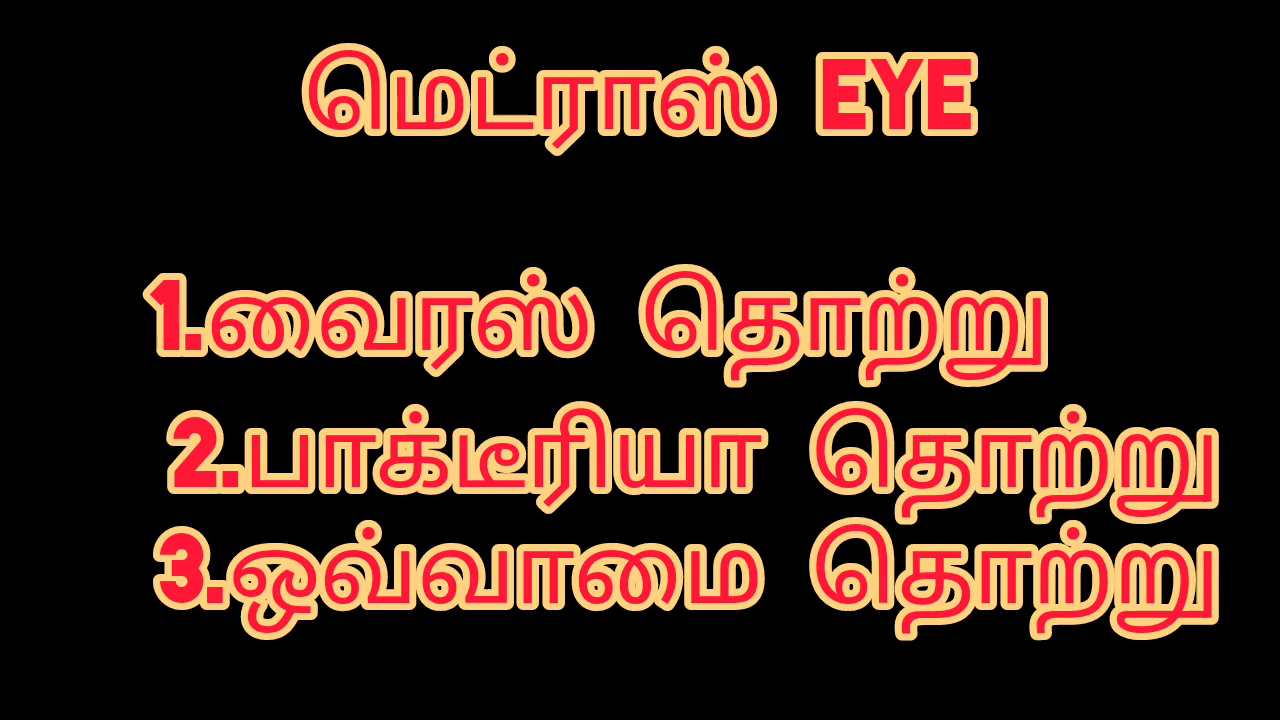 மெட்ராஸ் EYE
1.வைரஸ் தொற்று
2.பாக்டீரியா தொற்று
3.ஒவ்வாமை தொற்று